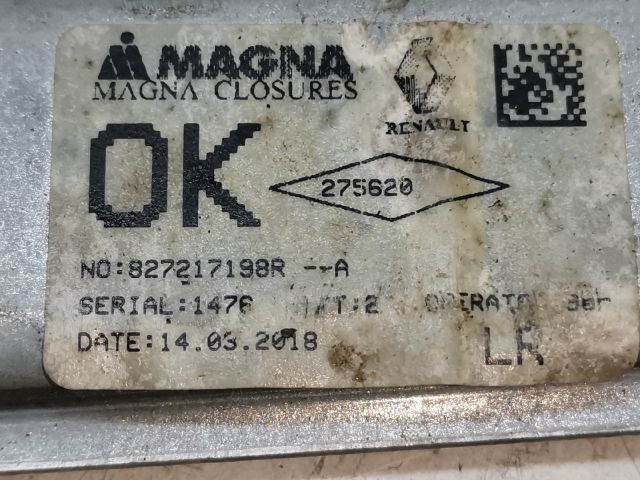 MAGNA
MAGNA CLOSURES
RENAULT
OK
275620
NO:827217198R --A
SERIAL:1476
DATE:14.03.2018
LR